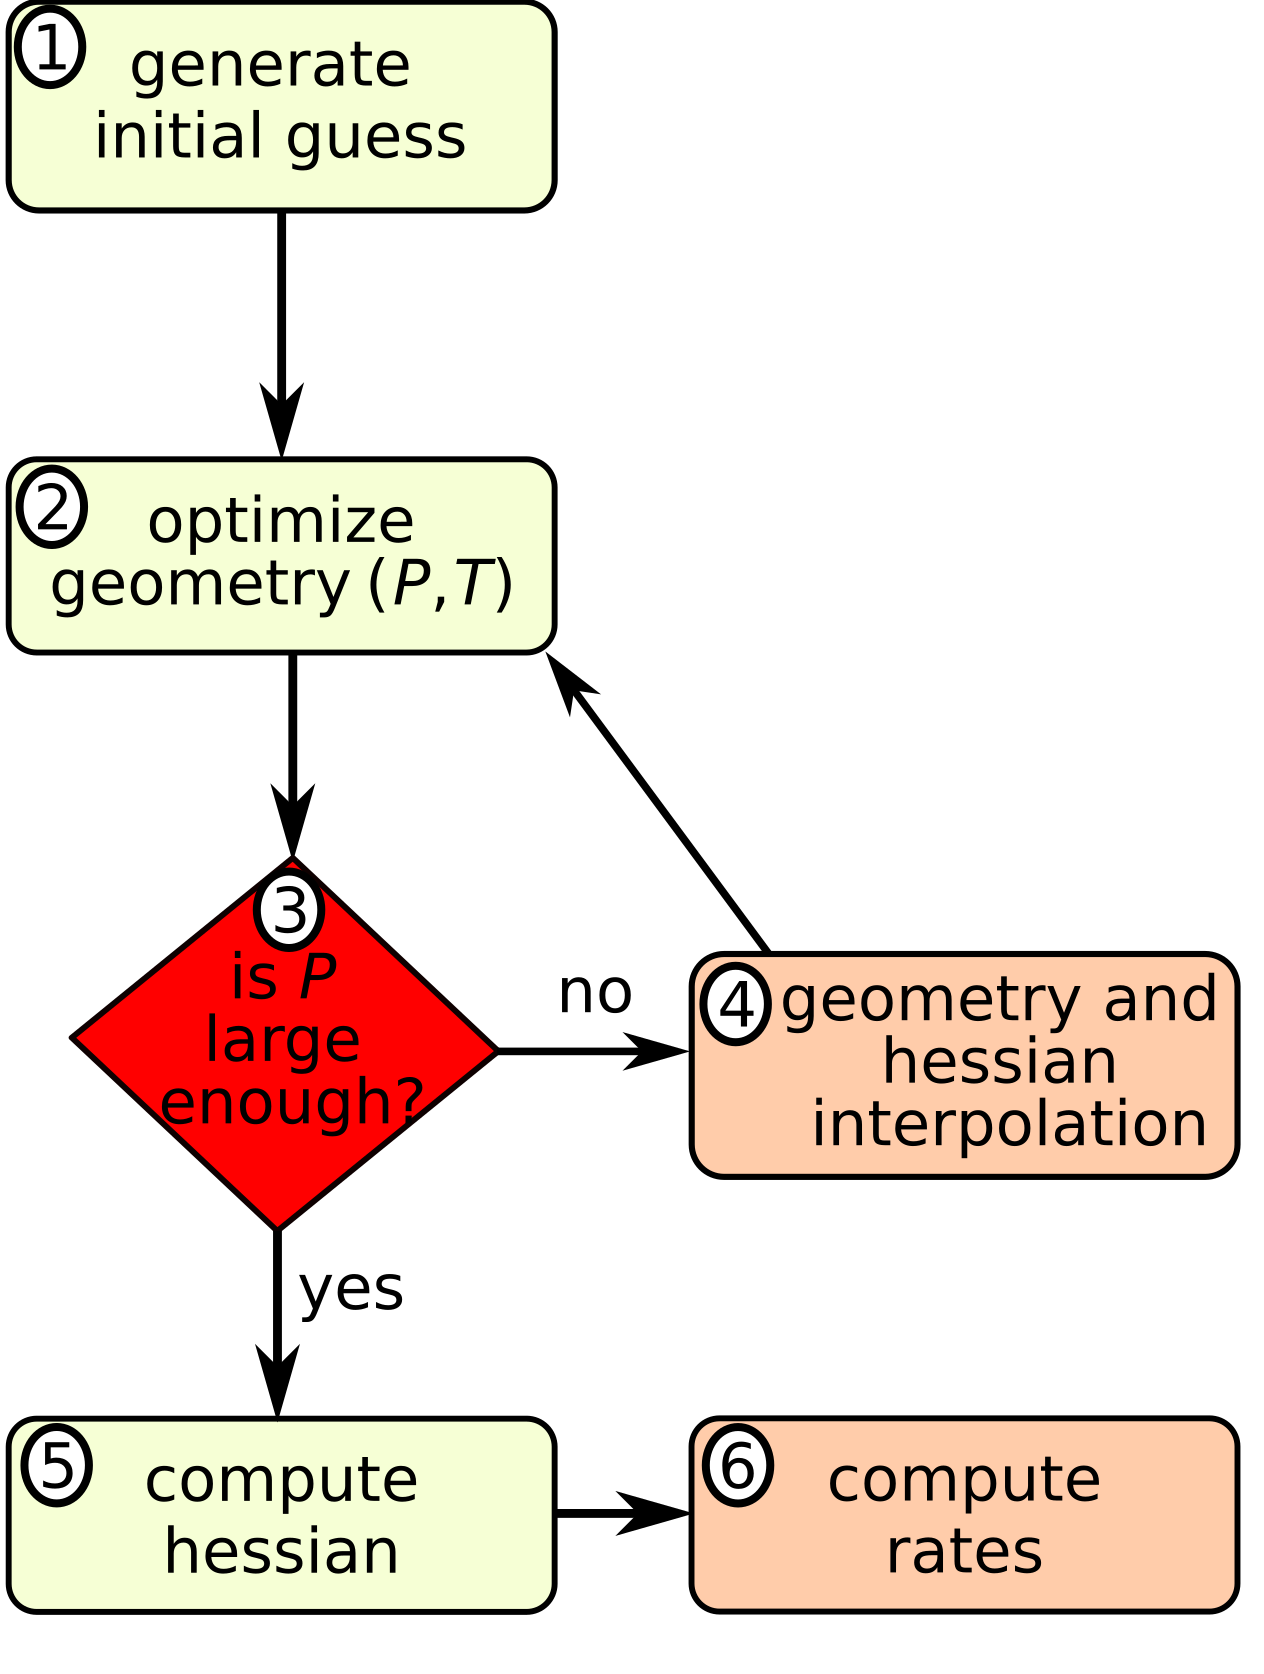 1
generate
initial guess
2
optimize
geometry (P,T)
3
is P
large
enough?
no
4
geometry and
hessian
interpolation
yes
5
compute
hessian
6
compute
rates